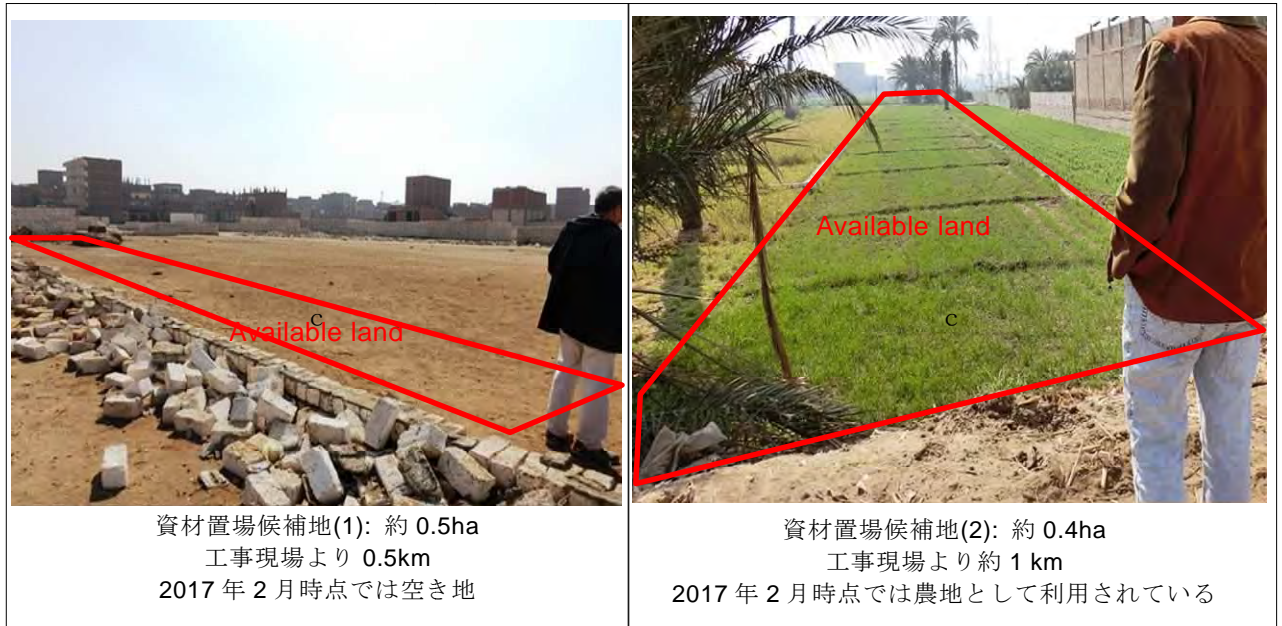 Available land
c
資材置場候補地(1): 約 0.5ha
工事現場より 0.5km
2017 年 2 月時点では空き地
Available land
c
資材置場候補地(2): 約 0.4ha
工事現場より約 1 km
2017 年 2 月時点では農地として利用されている